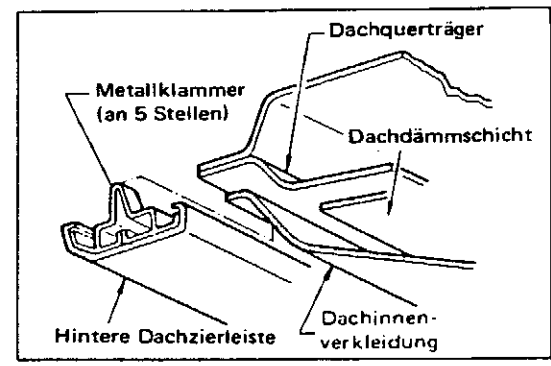 Dachquerträger
Metallklammer
(an 5 Stellen)
Dachdämmschicht
Hintere Dachzierleiste
Dachinnen-
verkleidung